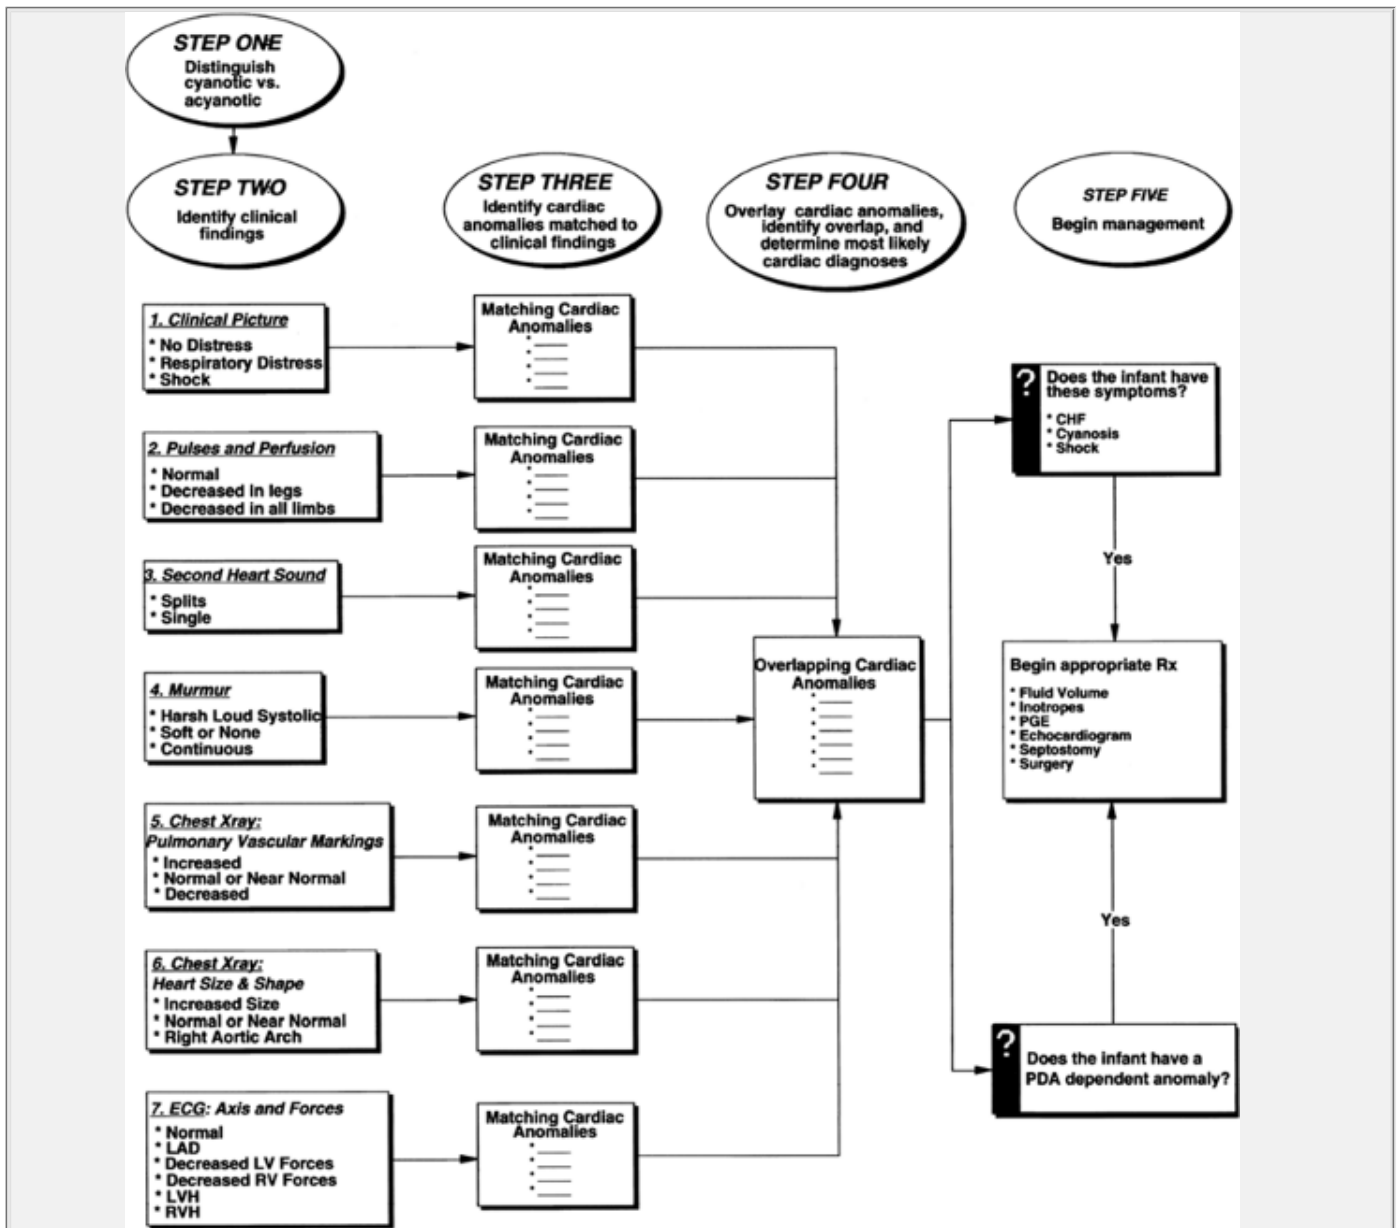 STEP ONE
Distinguish
cyanotic vs.
acyanotic
STEP TWO
Identify clinical
findings
STEP THREE
Identify cardiac
anomalies matched to
clinical findings
STEP FOUR
Overlay cardiac anomalies,
identify overlap, and
determine most likely
cardiac diagnoses
STEP FIVE
Begin management
1. Clinical Picture
* No Distress
* Respiratory Distress
* Shock
Matching Cardiac
Anomalies
2. Pulses and Perfusion
* Normal
* Decreased in legs
* Decreased in all limbs
Matching Cardiac
Anomalies
3. Second Heart Sound
* Splits
* Single
Matching Cardiac
Anomalies
4. Murmur
* Harsh Loud Systolic
* Soft or None
* Continuous
Matching Cardiac
Anomalies
5. Chest Xray:
Pulmonary Vascular Markings
* Increased
* Normal or Near Normal
* Decreased
Matching Cardiac
Anomalies
6. Chest Xray:
Heart Size & Shape
* Increased Size
* Normal or Near Normal
* Right Aortic Arch
Matching Cardiac
Anomalies
7. ECG: Axis and Forces
* Normal
* LAD
* Decreased LV Forces
* Decreased RV Forces
* LVH
* RVH
Matching Cardiac
Anomalies
Overlapping Cardiac
Anomalies
?
Does the infant have
these symptoms?
* CHF
* Cyanosis
* Shock
Yes
Begin appropriate Rx
* Fluid Volume
* Inotropes
* PGE
* Echocardiogram
* Septostomy
* Surgery
Yes
?
Does the infant have a
PDA dependent anomaly?